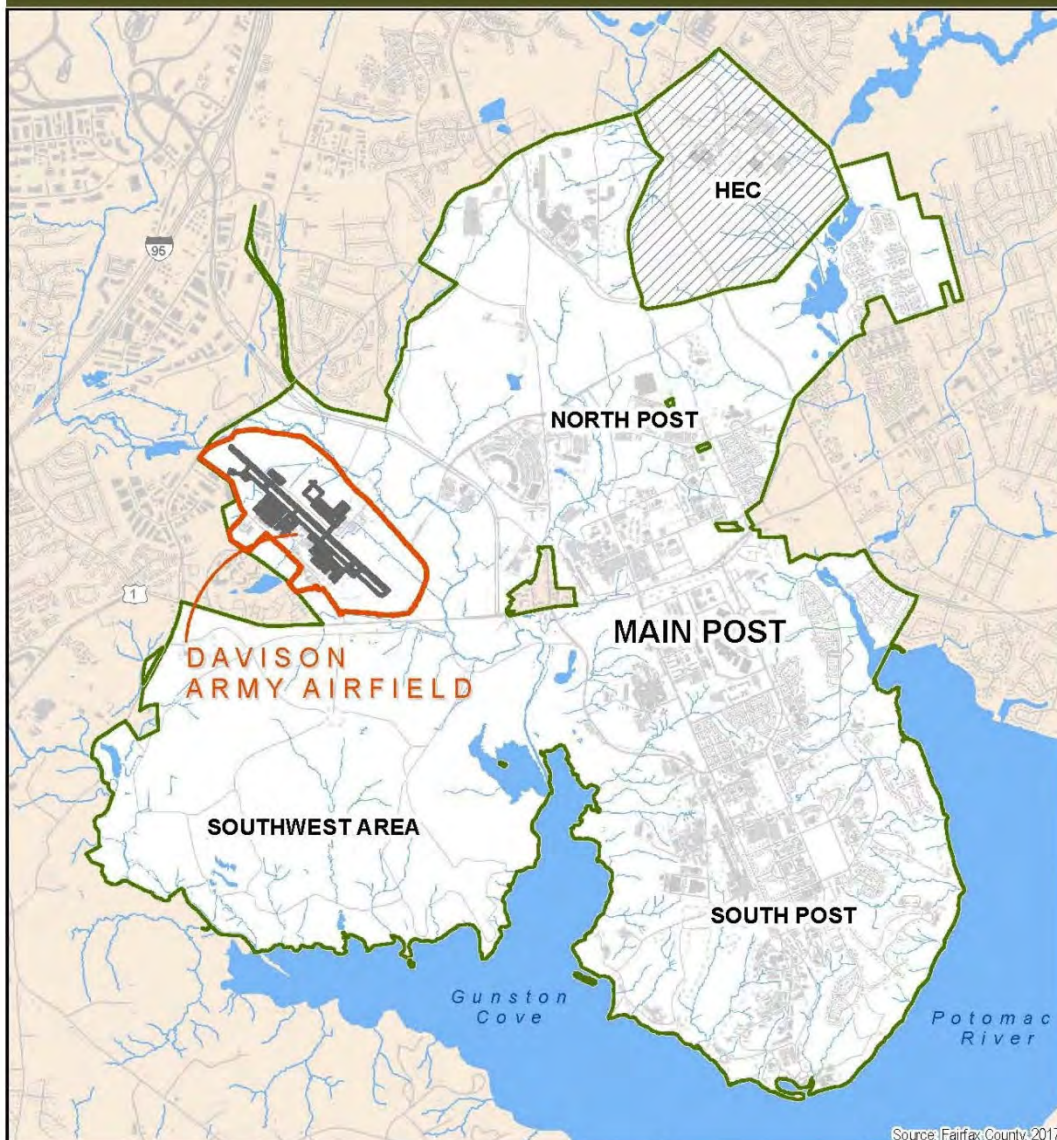 HEC
95
NORTH POST
1
MAIN POST
DAVISON
ARMY AIRFIELD
SOUTHWEST AREA
SOUTH POST
Gunston
Cove
Potomac
River
Source: Fairfax County 2017